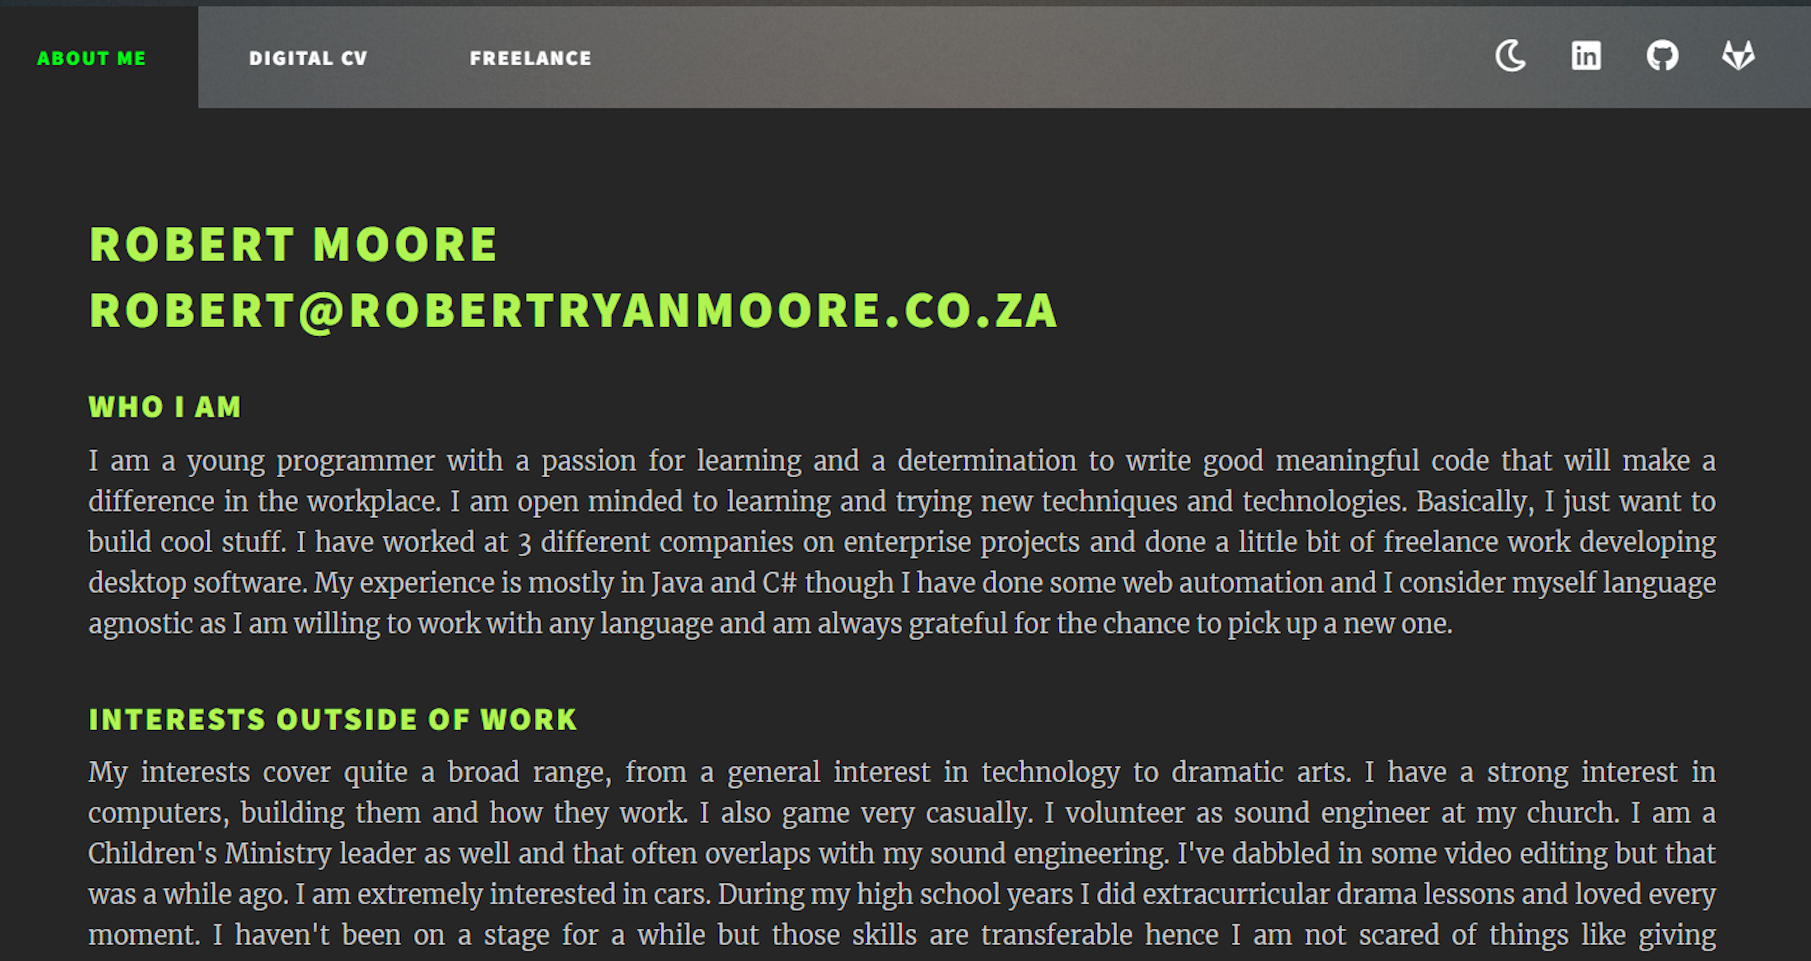 ABOUT ME
DIGITAL CV
FREELANCE
in
ROBERT MOORE
ROBERT@ROBERTRYANMOORE.CO.ZA
WHO I AM
I am a young programmer with a passion for learning and a determination to write good meaningful code that will make a
difference in the workplace. I am open minded to learning and trying new techniques and technologies. Basically, I just want to
build cool stuff. I have worked at 3 different companies on enterprise projects and done a little bit of freelance work developing
desktop software. My experience is mostly in Java and C# though I have done some web automation and I consider myself language
agnostic as I am willing to work with any language and am always grateful for the chance to pick up a new one.
INTERESTS OUTSIDE OF WORK
My interests cover quite a broad range, from a general interest in technology to dramatic arts. I have a strong interest in
computers, building them and how they work. I also game very casually. I volunteer as sound engineer at my church. I am a
Children's Ministry leader as well and that often overlaps with my sound engineering. I've dabbled in some video editing but that
was a while ago. I am extremely interested in cars. During my high school years I did extracurricular drama lessons and loved every
moment. I haven't been on a stage for a while but those skills are transferable hence I am not scared of things like giving